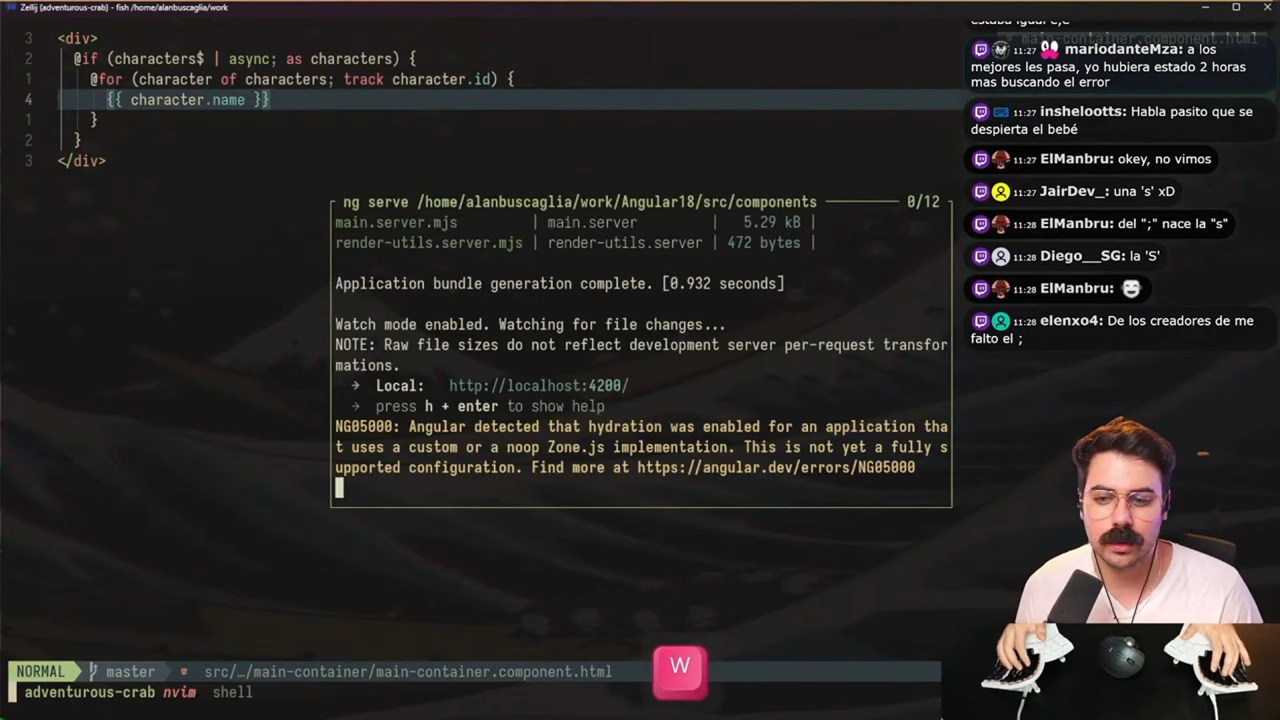 Zellij (adventurous-crab) - fish /home/alanbuscaglia/work
3 <div>
2 @if (characters$ | async; as characters) {
1 @for (character of characters; track character.id) {
4 {{ character.name }}
1 }
2 }
3 </div>
ng serve /home/alanbuscaglia/work/Angular18/src/components 0/12
main.server.mjs | main.server | 5.29 kB |
render-utils.server.mjs | render-utils.server | 472 bytes |
Application bundle generation complete. [0.932 seconds]
Watch mode enabled. Watching for file changes...
NOTE: Raw file sizes do not reflect development server per-request transfor
mations.
➜ Local: http://localhost:4200/
➜ press h + enter to show help
NG05000: Angular detected that hydration was enabled for an application tha
t uses a custom or a noop Zone.js implementation. This is not yet a fully s
upported configuration. Find more at https://angular.dev/errors/NG05000
main-container.component.html
estaba igual e,e
11:27 mariodanteMza: a los
mejores les pasa, yo hubiera estado 2 horas
mas buscando el error
11:27 inshelootts: Habla pasito que se
despierta el bebé
11:27 ElManbru: okey, no vimos
11:27 JairDev_: una 's' xD
11:28 ElManbru: del ";" nace la "s"
11:28 Diego__SG: la 'S'
11:28 ElManbru:
11:28 elenxo4: De los creadores de me
falto el ;
W
NORMAL master src/…/main-container/main-container.component.html
adventurous-crab nvim shell